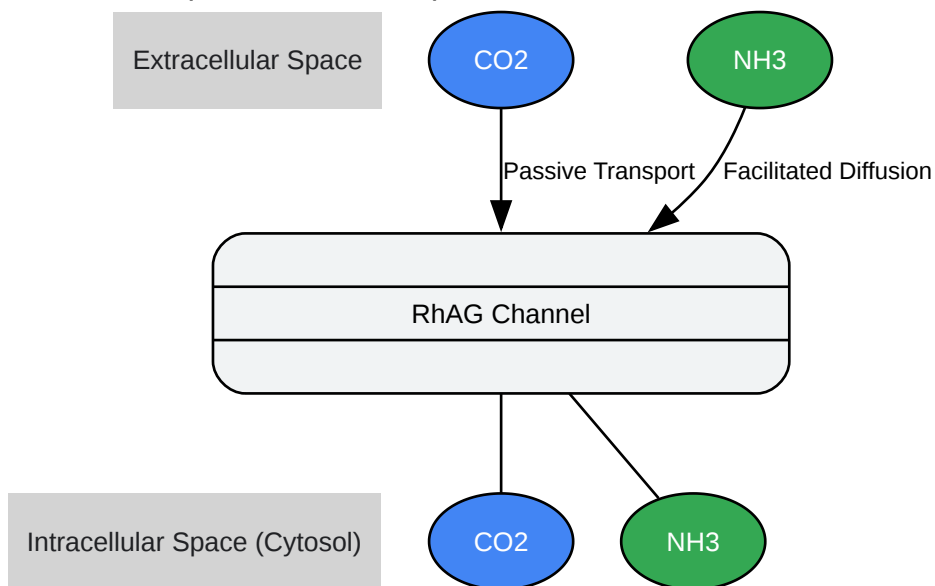 Extracellular Space
CO2
NH3
Passive Transport
Facilitated Diffusion
RhAG Channel
Intracellular Space (Cytosol)
CO2
NH3